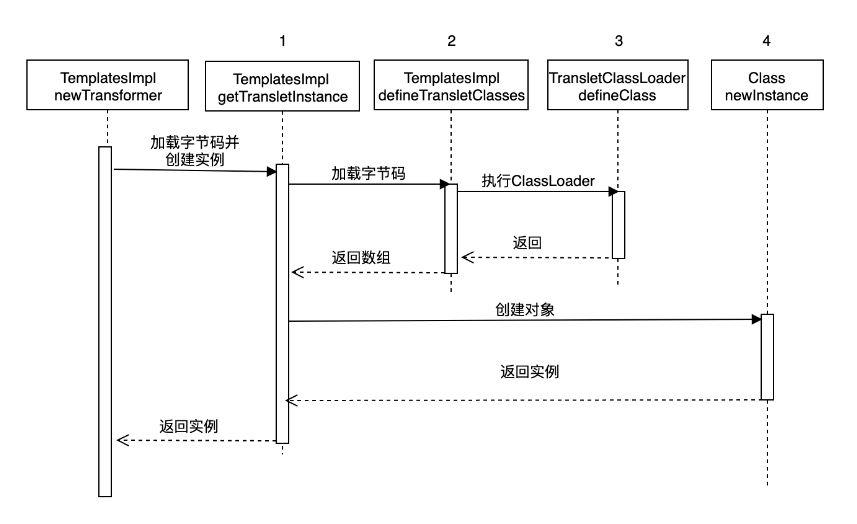 1
2
3
4
TemplatesImpl
newTransformer
TemplatesImpl
getTransletInstance
TemplatesImpl
defineTransletClasses
TransletClassLoader
defineClass
Class
newInstance
加载字节码并
创建实例
加载字节码
执行ClassLoader
返回
返回数组
创建对象
返回实例
返回实例